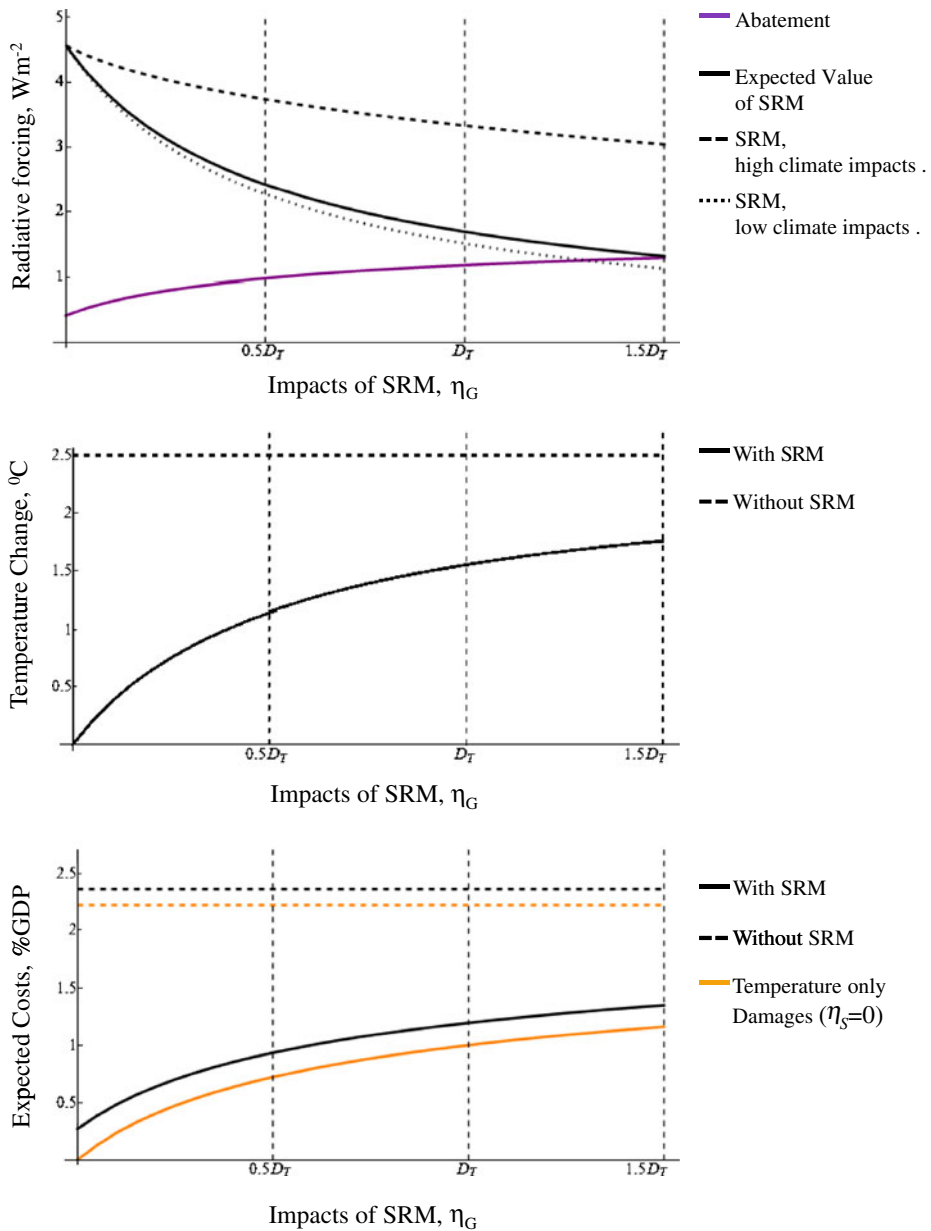 Radiative forcing, Wm-2
5
4
3
2
1
0.5DT
DT
1.5DT
Impacts of SRM, ηG
Abatement
Expected Value
of SRM
SRM,
high climate impacts .
SRM,
low climate impacts .
Temperature Change, 0C
2.5
2
1.5
1
0.5
0.5DT
DT
1.5DT
Impacts of SRM, ηG
With SRM
Without SRM
Expected Costs, %GDP
2.5
2
1.5
1
0.5
0.5DT
DT
1.5DT
Impacts of SRM, ηG
With SRM
Without SRM
Temperature only
Damages (ηS=0)